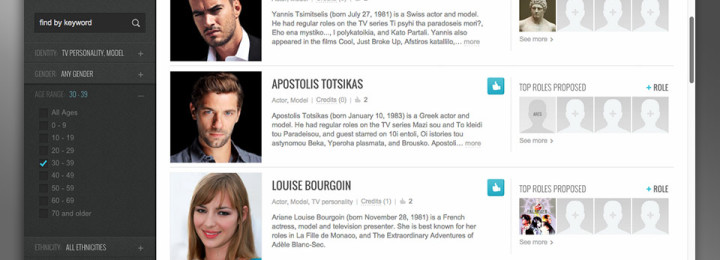 find by keyword
IDENTITY: TV PERSONALITY, MODEL +
GENDER: ANY GENDER +
AGE RANGE: 30 - 39 –
All Ages
0 - 9
10 - 19
20 - 29
30 - 39
40 - 49
50 - 59
60 - 69
70 and older
ETHNICITY: ALL ETHNICITIES +
Yannis Tsimitselis (born July 27, 1981) is a Swiss actor and model.
He had regular roles on the TV series Ti psyhi tha paradoseis mori?,
Eho ena mystiko..., I polykatoikia, and Kato Partali. Yannis also
appeared in the films Cool, Just Broke Up, Afstiros katallilo,... more
See more >
APOSTOLIS TOTSIKAS
Actor, Model | Credits (0) | 2
Apostolis Totsikas (born January 10, 1983) is a Greek actor and
model. He had regular roles on the TV series Mazi sou and To kleidi
tou Paradeisou, and guest starred on 10i entoli, Oi istories tou
astynomou Beka, Yperoha plasmata, and Brousko. Apostoli... more
TOP ROLES PROPOSED + ROLE
See more >
LOUISE BOURGOIN
Actor, Model, TV personality | Credits (1) | 2
Ariane Louise Bourgoin (born November 28, 1981) is a French
actress, model and television presenter. She is best known for her
roles in La Fille de Monaco, and The Extraordinary Adventures of
Adèle Blanc-Sec.
TOP ROLES PROPOSED + ROLE
See more >